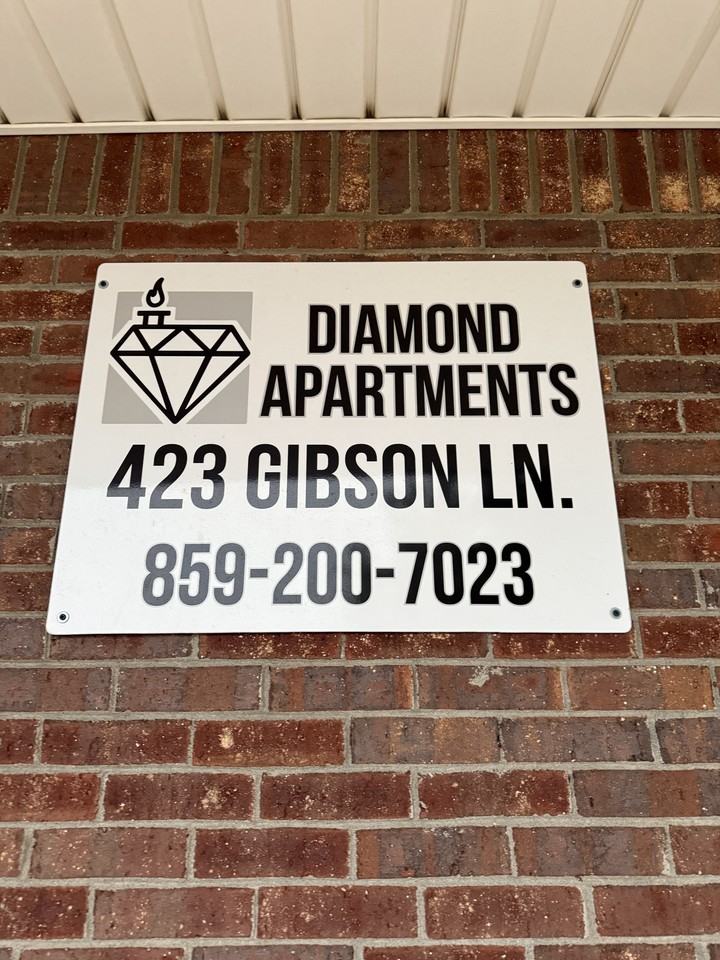 DIAMOND
APARTMENTS
423 GIBSON LN.
859-200-7023